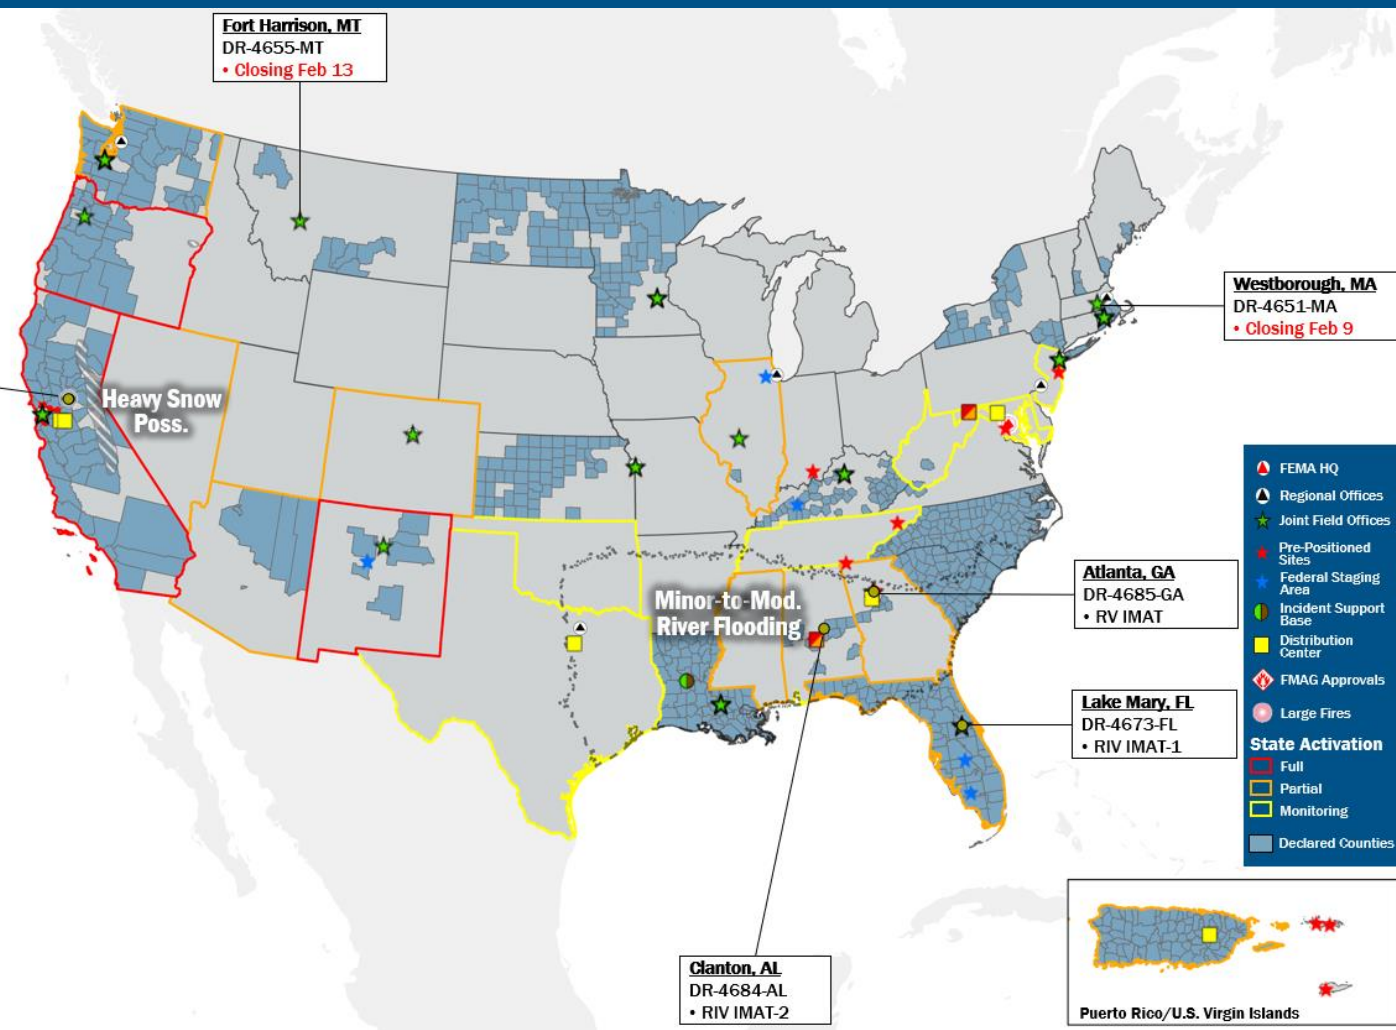 Fort Harrison, MT
DR-4655-MT
• Closing Feb 13
Westborough, MA
DR-4651-MA
• Closing Feb 9
Heavy Snow
Poss.
Minor-to-Mod.
River Flooding
Atlanta, GA
DR-4685-GA
• RV IMAT
Lake Mary, FL
DR-4673-FL
• RIV IMAT-1
Clanton, AL
DR-4684-AL
• RIV IMAT-2
FEMA HQ
Regional Offices
Joint Field Offices
Pre-Positioned
Sites
Federal Staging
Area
Incident Support
Base
Distribution
Center
FMAG Approvals
Large Fires
State Activation
Full
Partial
Monitoring
Declared Counties
Puerto Rico/U.S. Virgin Islands